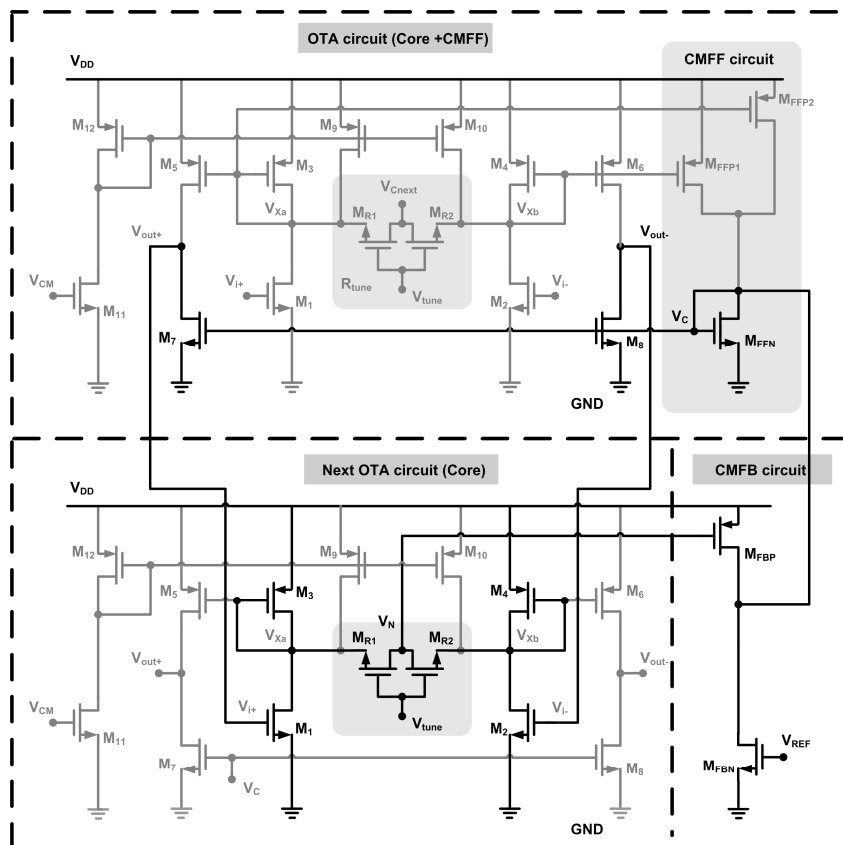 OTA circuit (Core +CMFF)
CMFF circuit
VDD
MFFP2
M12
M9
M10
M5
M3
M4
M6
MFFP1
VCnext
VXa
MR1
MR2
VXb
Vout+
Vout-
VCM
Vi+
Rtune
Vtune
Vi-
M11
M1
M2
VC
M7
M8
MFFN
GND
Next OTA circuit (Core)
CMFB circuit
VDD
M12
M9
M10
MFBP
M5
M3
M4
M6
VN
VXa
MR1
MR2
VXb
Vout+
Vout-
VCM
Vi+
Vi-
M11
M1
Vtune
M2
VREF
M7
M8
MFBN
VC
GND